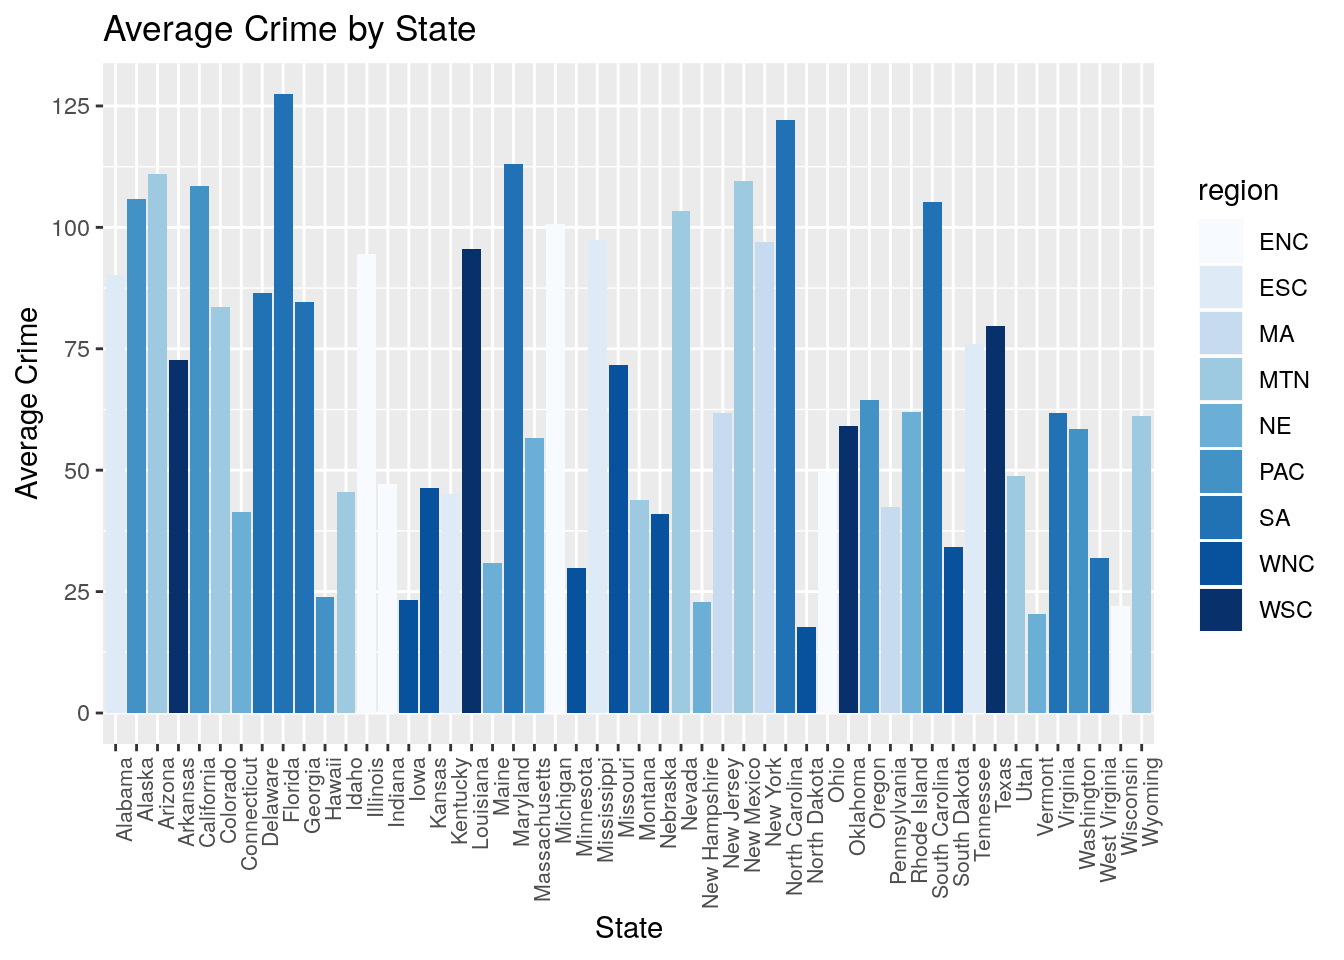 Average Crime by State
Average Crime
125
100
75
50
25
0
Alabama
Alaska
Arizona
Arkansas
California
Colorado
Connecticut
Delaware
Florida
Georgia
Hawaii
Idaho
Illinois
Indiana
Iowa
Kansas
Kentucky
Louisiana
Maine
Maryland
Massachusetts
Michigan
Minnesota
Mississippi
Missouri
Montana
Nebraska
Nevada
New Hampshire
New Jersey
New Mexico
New York
North Carolina
North Dakota
Ohio
Oklahoma
Oregon
Pennsylvania
Rhode Island
South Carolina
South Dakota
Tennessee
Texas
Utah
Vermont
Virginia
Washington
West Virginia
Wisconsin
Wyoming
State
region
ENC
ESC
MA
MTN
NE
PAC
SA
WNC
WSC